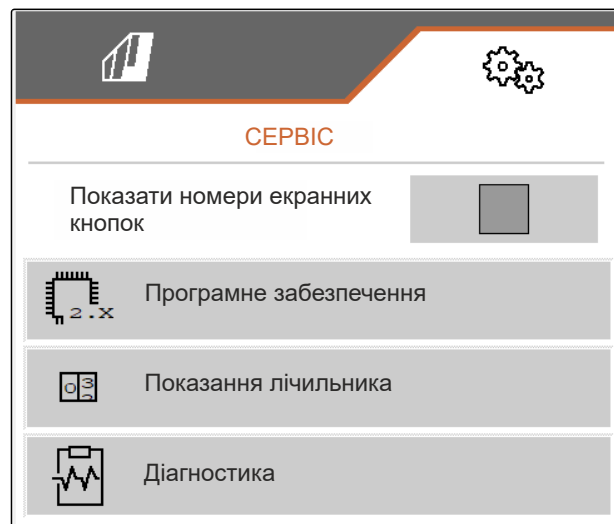 СЕРВІС
Показати номери екранних
кнопок
2.X
Програмне забезпечення
Показання лічильника
Діагностика